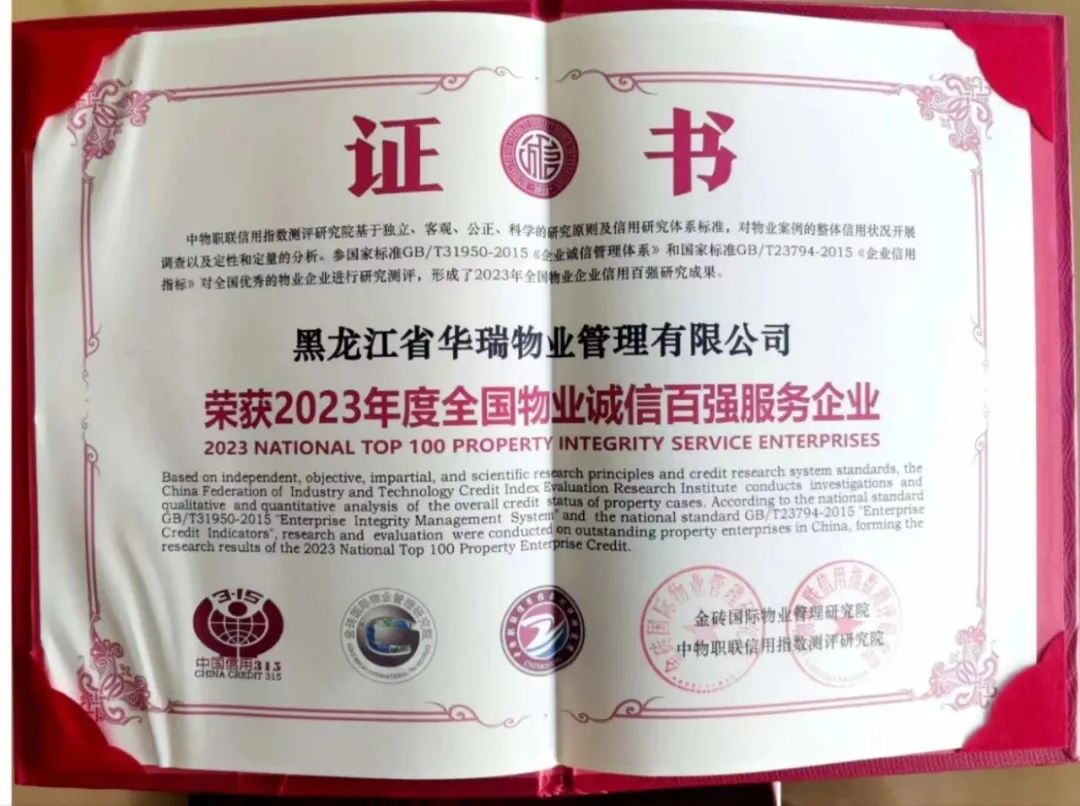 证 信 书
中物职联信用指数测评研究院基于独立、客观、公正、科学的研究原则及信用研究体系标准，对物业案例的整体信用状况开展
调查以及定性和定量的分析。参国家标准GB/T31950-2015《企业诚信管理体系》和国家标准GB/T23794-2015《企业信用
指标》对全国优秀的物业企业进行研究测评，形成了2023年全国物业企业信用百强研究成果。
黑龙江省华瑞物业管理有限公司
荣获2023年度全国物业诚信百强服务企业
2023 NATIONAL TOP 100 PROPERTY INTEGRITY SERVICE ENTERPRISES
Based on independent, objective, impartial, and scientific research principles and credit research system standards, the
China Federation of Industry and Technology Credit Index Evaluation Research Institute conducts investigations and
qualitative and quantitative analysis of the overall credit status of property cases. According to the national standard
GB/T31950-2015 "Enterprise Integrity Management System" and the national standard GB/T23794-2015 "Enterprise
Credit Indicators", research and evaluation were conducted on outstanding property enterprises in China, forming the
research results of the 2023 National Top 100 Property Enterprise Credit.
3·15
中国信用315
CHINA CREDIT 315
金砖国际物业管理研究院
金砖国际物业管理研究院
中物职联信用指数测评研究院